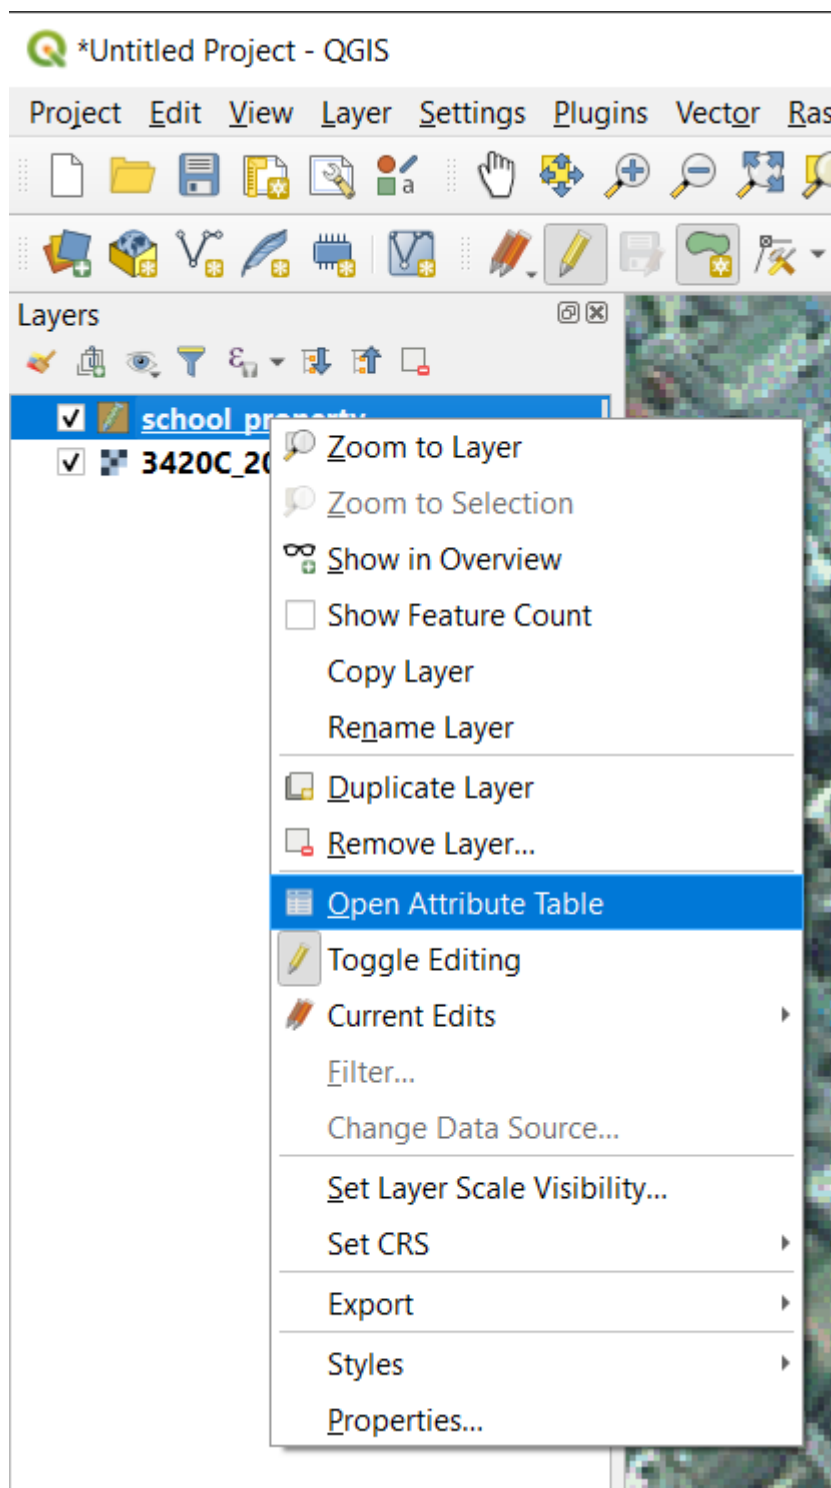 *Untitled Project - QGIS
Project Edit View Layer Settings Plugins Vector Ras
Layers
school_property
3420C_20
Zoom to Layer
Zoom to Selection
Show in Overview
Show Feature Count
Copy Layer
Rename Layer
Duplicate Layer
Remove Layer...
Open Attribute Table
Toggle Editing
Current Edits
Filter...
Change Data Source...
Set Layer Scale Visibility...
Set CRS
Export
Styles
Properties...